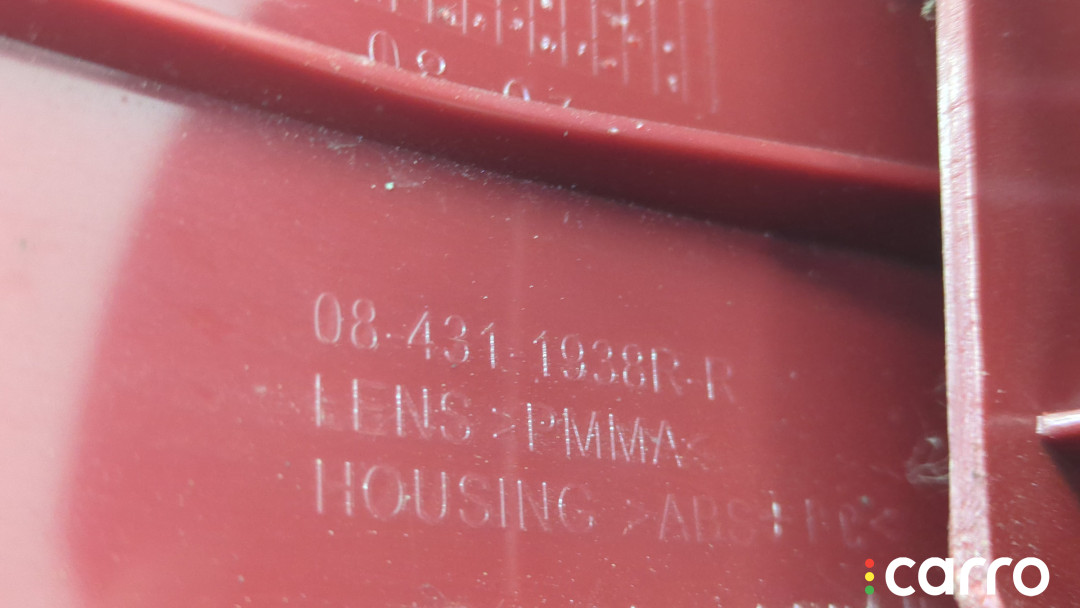 08-431-1938R-R
LENS >PMMA<
HOUSING >ABS+PC<
carro